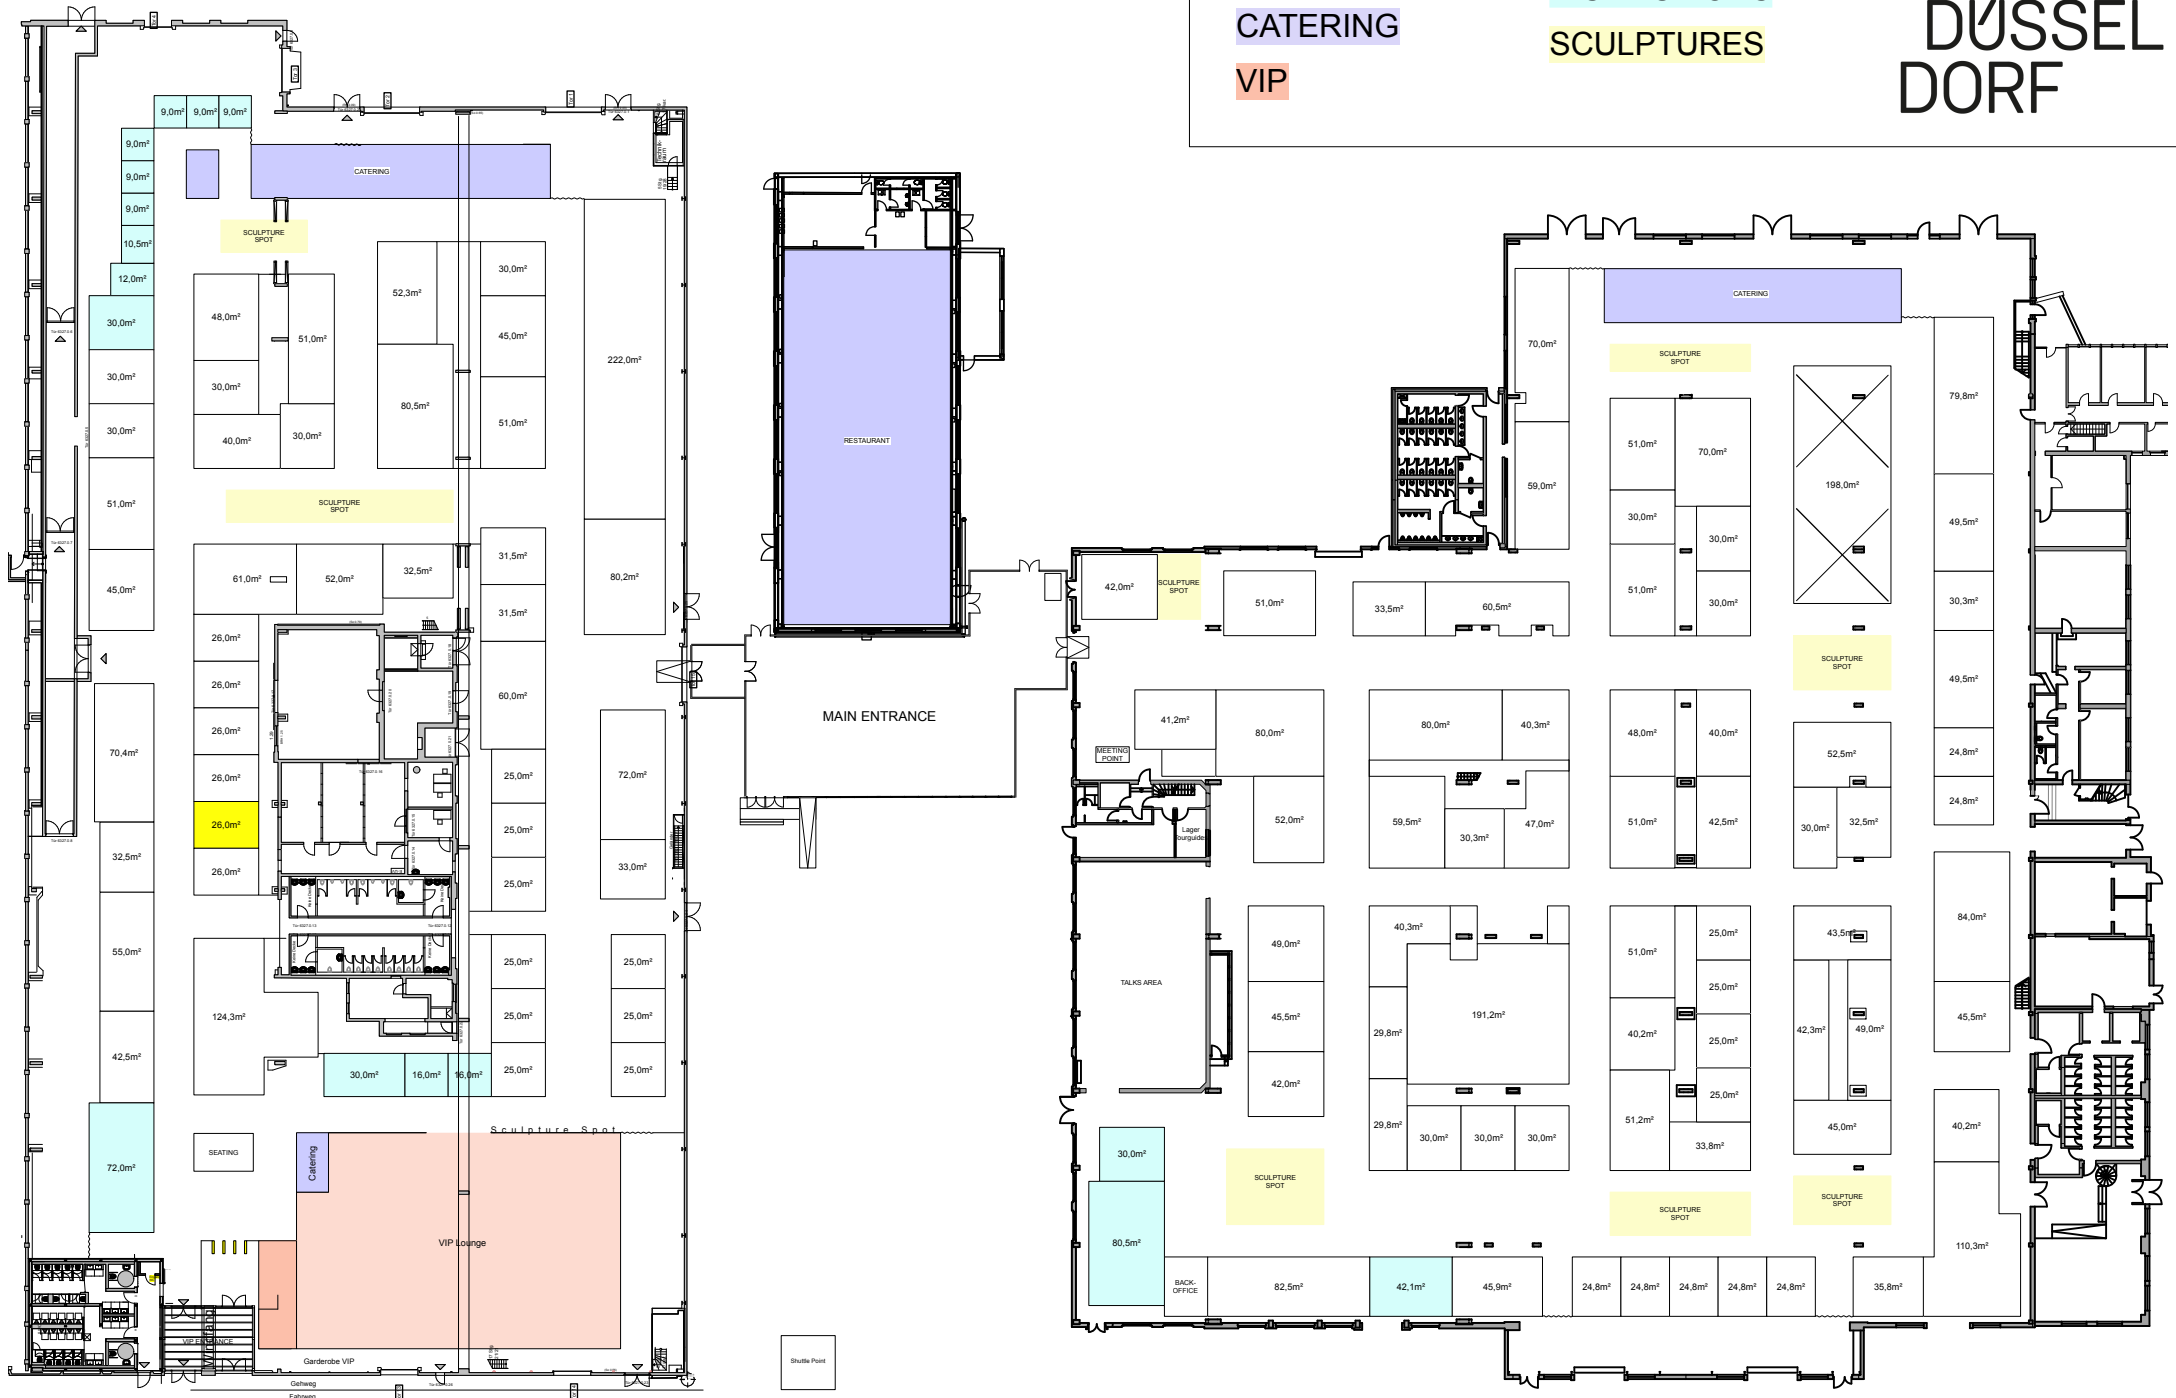 CATERING
SCULPTURES
VIP
DÜSSEL
DORF
9,0m²
9,0m²
9,0m²
9,0m²
9,0m²
9,0m²
10,5m²
12,0m²
30,0m²
30,0m²
30,0m²
51,0m²
45,0m²
70,4m²
32,5m²
55,0m²
42,5m²
72,0m²
CATERING
SCULPTURE
SPOT
48,0m²
51,0m²
30,0m²
40,0m²
30,0m²
52,3m²
80,5m²
30,0m²
45,0m²
51,0m²
222,0m²
80,2m²
SCULPTURE
SPOT
61,0m²
52,0m²
32,5m²
31,5m²
31,5m²
60,0m²
26,0m²
26,0m²
26,0m²
26,0m²
26,0m²
26,0m²
25,0m²
25,0m²
25,0m²
72,0m²
33,0m²
25,0m²
25,0m²
25,0m²
25,0m²
25,0m²
25,0m²
124,3m²
30,0m²
16,0m²
16,0m²
Sculpture Spot
SEATING
Catering
VIP Lounge
VIP ENTRANCE
Windfang
Garderobe VIP
Gehweg
Fahrweg
Shuttle Point
RESTAURANT
MAIN ENTRANCE
CATERING
70,0m²
59,0m²
SCULPTURE
SPOT
51,0m²
70,0m²
30,0m²
30,0m²
51,0m²
30,0m²
198,0m²
79,8m²
49,5m²
30,3m²
49,5m²
24,8m²
24,8m²
42,0m²
SCULPTURE
SPOT
51,0m²
33,5m²
60,5m²
SCULPTURE
SPOT
41,2m²
80,0m²
52,0m²
MEETING
POINT
Lager
Tourguides
80,0m²
40,3m²
59,5m²
30,3m²
47,0m²
48,0m²
40,0m²
51,0m²
42,5m²
52,5m²
30,0m²
32,5m²
TALKS AREA
49,0m²
45,5m²
42,0m²
40,3m²
191,2m²
29,8m²
29,8m²
30,0m²
30,0m²
30,0m²
51,0m²
40,2m²
51,2m²
25,0m²
25,0m²
25,0m²
25,0m²
33,8m²
43,5m²
42,3m²
49,0m²
45,0m²
84,0m²
45,5m²
40,2m²
110,3m²
30,0m²
80,5m²
SCULPTURE
SPOT
SCULPTURE
SPOT
SCULPTURE
SPOT
BACK-
OFFICE
82,5m²
42,1m²
45,9m²
24,8m²
24,8m²
24,8m²
24,8m²
24,8m²
35,8m²